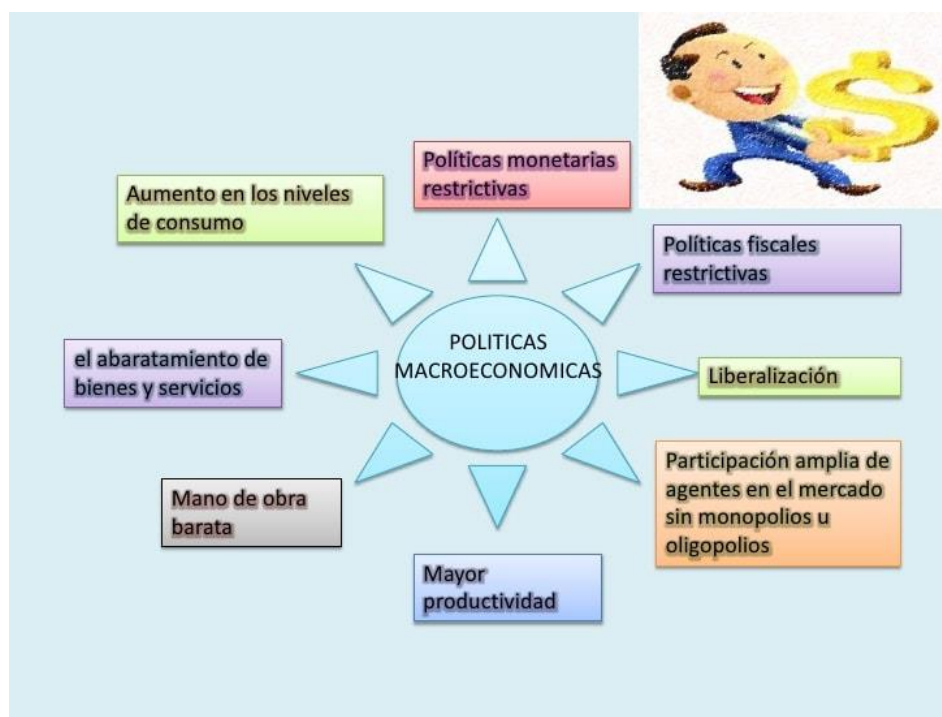 Políticas monetarias
restrictivas
Aumento en los niveles
de consumo
Políticas fiscales
restrictivas
POLITICAS
MACROECONOMICAS
el abaratamiento de
bienes y servicios
Liberalización
Participación amplia de
agentes en el mercado
sin monopolios u
oligopolios
Mano de obra
barata
Mayor
productividad